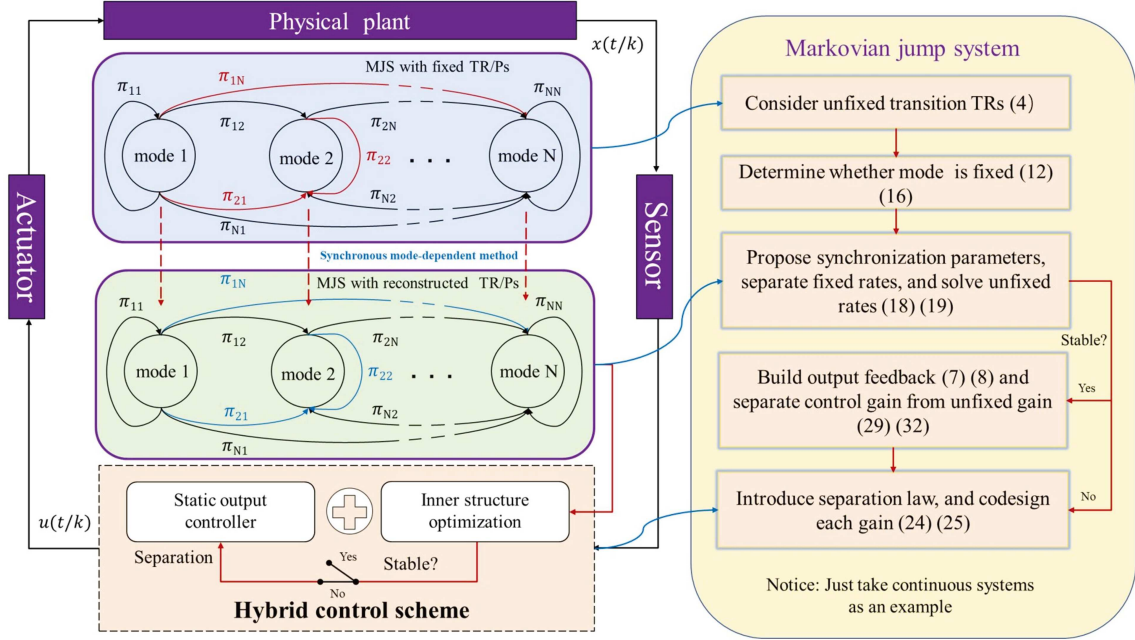 Physical plant
x(t/k)
MJS with fixed TR/Ps
π₁₁
π₁N
π₁₂
π₂N
πNN
mode 1
mode 2
. . .
mode N
π₂₂
π₂₁
πN2
πN1
Actuator
Sensor
Synchronous mode-dependent method
π₁N
MJS with reconstructed TR/Ps
π₁₁
π₁₂
π₂N
πNN
mode 1
mode 2
. . .
mode N
π₂₂
π₂₁
πN2
πN1
u(t/k)
Static output
controller
Inner structure
optimization
Separation
Yes
No
Stable?
Hybrid control scheme
Markovian jump system
Consider unfixed transition TRs (4)
Determine whether mode is fixed (12)
(16)
Propose synchronization parameters,
separate fixed rates, and solve unfixed
rates (18) (19)
Stable?
Build output feedback (7) (8) and
separate control gain from unfixed gain
(29) (32)
Yes
Introduce separation law, and codesign
each gain (24) (25)
No
Notice: Just take continuous systems
as an example